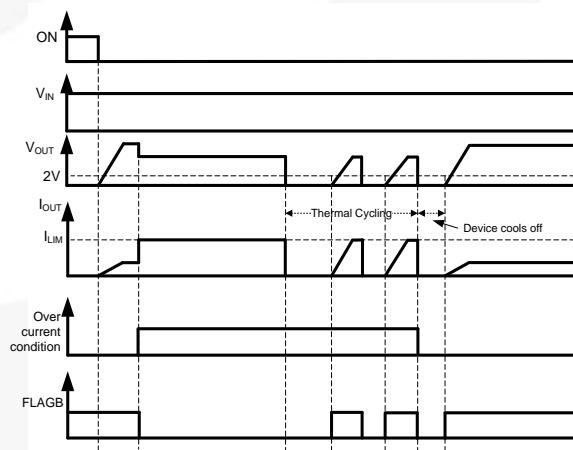 ON
VIN
VOUT
2V
IOUT
Thermal Cycling
Device cools off
ILIM
Over
current
condition
FLAGB